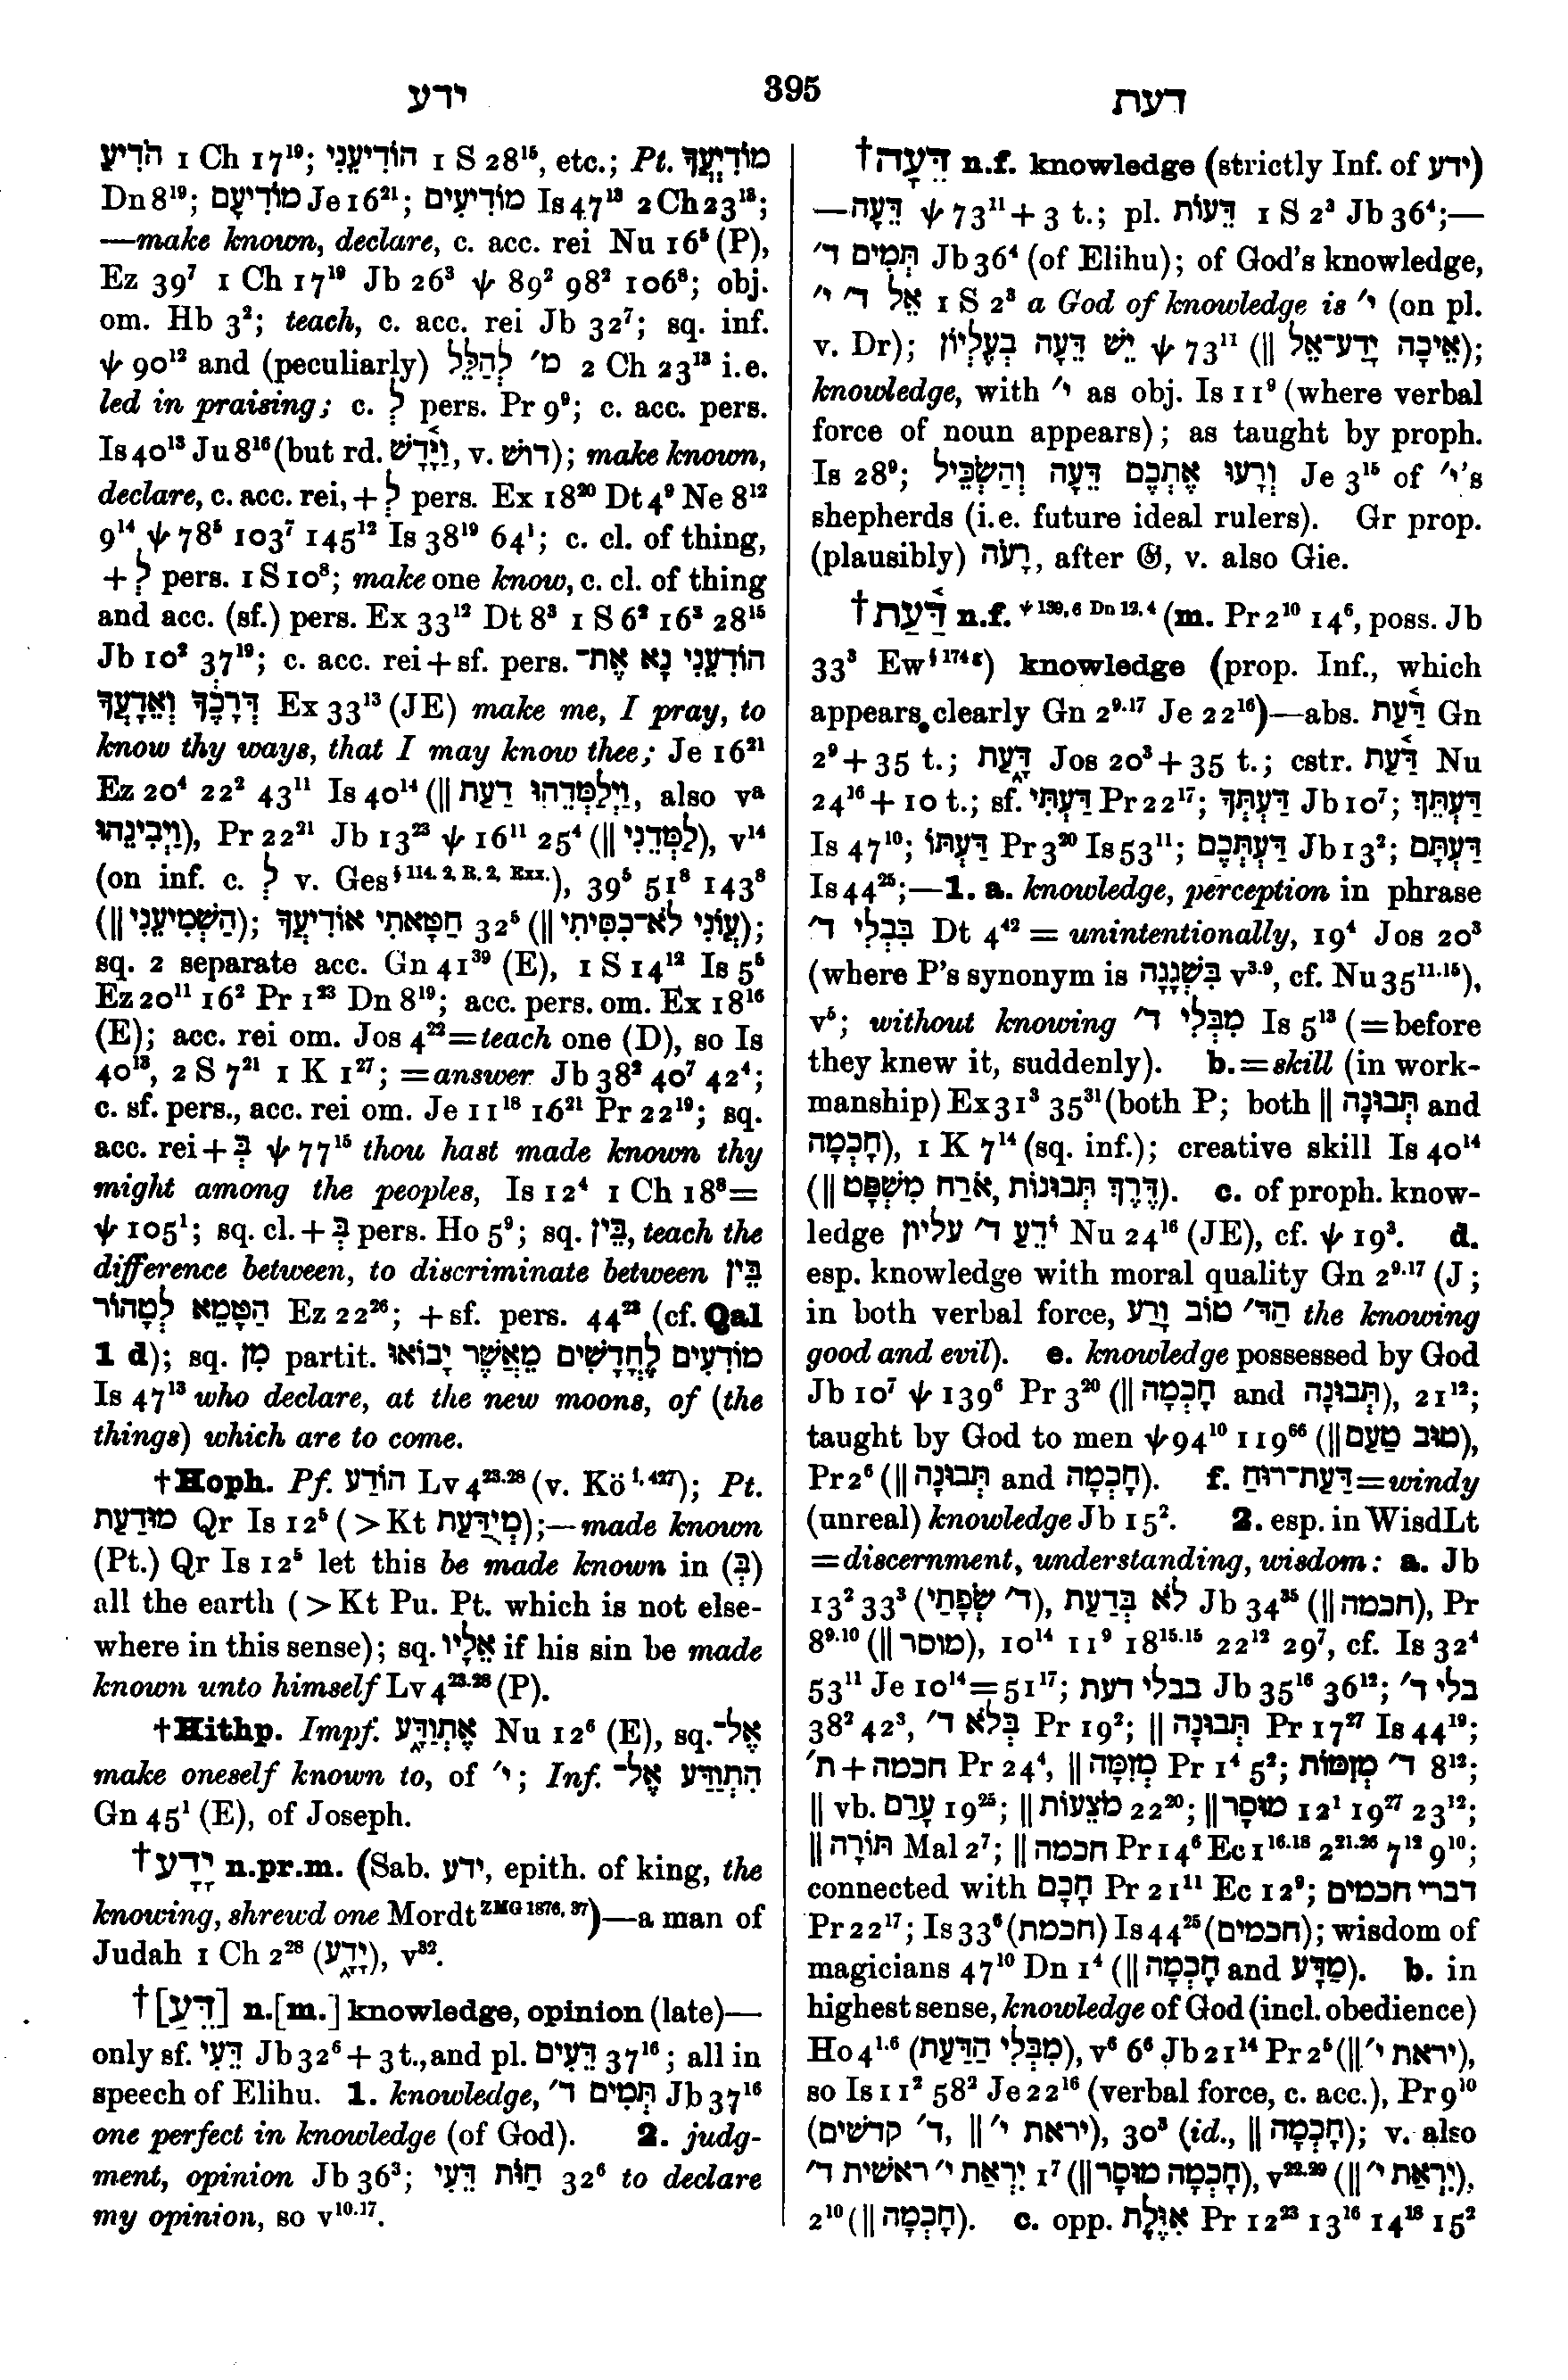 ידע
395
דעת
הֹדִיעַ 1 Ch 17¹⁹; הוֹדִיעֵנִי 1 S 28¹⁵, etc.; Pt. מוֹדִיעֲךָ
Dn 8¹⁹; מוֹדִיעָם Je 16²¹; מוֹדִיעִים Is 47¹³ 2 Ch 23¹³;
—make known, declare, c. acc. rei Nu 16⁵ (P),
Ez 39⁷ 1 Ch 17¹⁹ Jb 26³ ψ 89² 98² 106⁸; obj.
om. Hb 3²; teach, c. acc. rei Jb 32⁷; sq. inf.
ψ 90¹² and (peculiarly) מ׳ לְהַלֵּל 2 Ch 23¹³ i.e.
led in praising; c. לְ pers. Pr 9⁹; c. acc. pers.
Is 40¹³ Ju 8¹⁶ (but rd. וַיָּדָשׁ, v. דושׁ); make known,
declare, c. acc. rei, + לְ pers. Ex 18²⁰ Dt 4⁹ Ne 8¹²
9¹⁴ ψ 78⁵ 103⁷ 145¹² Is 38¹⁹ 64¹; c. cl. of thing,
+ לְ pers. 1 S 10⁸; make one know, c. cl. of thing
and acc. (sf.) pers. Ex 33¹² Dt 8³ 1 S 6² 16³ 28¹⁵
Jb 10² 37¹⁹; c. acc. rei + sf. pers. הוֹדִעֵנִי נָא אֶת־
דְּרָכֶךָ וְאֵדָעֲךָ Ex 33¹³ (JE) make me, I pray, to
know thy ways, that I may know thee; Je 16²¹
Ez 20⁴ 22² 43¹¹ Is 40¹⁴ (|| וַיְלַמְּדֵהוּ דַעַת, also vᵃ
וַיְבִינֵהוּ), Pr 22²¹ Jb 13²³ ψ 16¹¹ 25⁴ (|| לַמְּדֵנִי), v¹⁴
(on inf. c. לְ v. Ges§ 114. 2, R. 2, Exx.), 39⁵ 51⁸ 143⁸
(|| הַשְׁמִיעֵנִי); חַטָּאתִי אוֹדִיעֲךָ 32⁵ (|| עֲוֹנִי לֹא־כִסִּיתִי);
sq. 2 separate acc. Gn 41³⁹ (E), 1 S 14¹² Is 5⁵
Ez 20¹¹ 16² Pr 1²³ Dn 8¹⁹; acc. pers. om. Ex 18¹⁶
(E); acc. rei om. Jos 4²²=teach one (D), so Is
40¹³, 2 S 7²¹ 1 K 1²⁷; =answer Jb 38³ 40⁷ 42⁴;
c. sf. pers., acc. rei om. Je 11¹⁸ 16²¹ Pr 22¹⁹; sq.
acc. rei + בְּ ψ 77¹⁵ thou hast made known thy
might among the peoples, Is 12⁴ 1 Ch 18⁸=
ψ 105¹; sq. cl. + בְּ pers. Ho 5⁹; sq. בֵּין, teach the
difference between, to discriminate between בֵּין
הַטָּמֵא לְטָהוֹר Ez 22²⁶; + sf. pers. 44²³ (cf. Qal
1 d); sq. מִן partit. מוֹדִעִים לֶחֳדָשִׁים מֵאֲשֶׁר יָבֹואוּ
Is 47¹³ who declare, at the new moons, of (the
things) which are to come.
†Hoph. Pf. הוֹדַע Lv 4²³·²⁸ (v. Kö I. 427); Pt.
מוּדַעַת Qr Is 12⁵ (>Kt מְיֻדַּעַת);—made known
(Pt.) Qr Is 12⁵ let this be made known in (בְּ)
all the earth (>Kt Pu. Pt. which is not else-
where in this sense); sq. אֵלָיו if his sin be made
known unto himself Lv 4²³·²⁸ (P).
†Hithp. Impf. אֶתְוַדָּע Nu 12⁶ (E), sq. אֶל־
make oneself known to, of י׳; Inf. הִתְוַדַּע אֶל־
Gn 45¹ (E), of Joseph.
†יָדָע n.pr.m. (Sab. ידע, epith. of king, the
knowing, shrewd one Mordt ZMG 1876, 37)—a man of
Judah 1 Ch 2²⁸ (יָדָע), v³².
†[דֵּעַ] n.[m.] knowledge, opinion (late)—
only sf. דֵּעִי Jb 32⁶ + 3 t., and pl. דֵּעִים 37¹⁶; all in
speech of Elihu. 1. knowledge, תְּמִים ד׳ Jb 37¹⁶
one perfect in knowledge (of God). 2. judg-
ment, opinion Jb 36³; חַוֹּת דֵּעִי 32⁶ to declare
my opinion, so v¹⁰·¹⁷.
†דֵּעָה n.f. knowledge (strictly Inf. of ידע)
—דֵּעָה ψ 73¹¹ + 3 t.; pl. דֵּעוֹת 1 S 2³ Jb 36⁴;—
תְּמִים ד׳ Jb 36⁴ (of Elihu); of God's knowledge,
אֵל ד׳ י׳ 1 S 2³ a God of knowledge is י׳ (on pl.
v. Dr); יֵשׁ דֵּעָה בְעֶלְיוֹן ψ 73¹¹ (|| אֵיכָה יָדַע־אֵל);
knowledge, with י׳ as obj. Is 11⁹ (where verbal
force of noun appears); as taught by proph.
Is 28⁹; וְרָעוּ אֶתְכֶם דֵּעָה וְהַשְׂכֵּיל Je 3¹⁵ of י׳'s
shepherds (i.e. future ideal rulers). Gr prop.
(plausibly) רָעֹה, after 𝔊, v. also Gie.
†דַּעַת n.f. ψ 139, 6 Dn 12, 4 (m. Pr 2¹⁰ 14⁶, poss. Jb
33³ Ew§ 174 g) knowledge (prop. Inf., which
appears clearly Gn 2⁹·¹⁷ Je 22¹⁶)—abs. דַּעַת Gn
2⁹ + 35 t.; דָּעַת Jos 20³ + 35 t.; cstr. דַּעַת Nu
24¹⁶ + 10 t.; sf. דַּעְתִּי Pr 22¹⁷; דַּעְתְּךָ Jb 10⁷; דַּעְתֵּךְ
Is 47¹⁰; דַּעְתּוֹ Pr 3²⁰ Is 53¹¹; דַּעְתְּכֶם Jb 13²; דַּעְתָּם
Is 44²⁵;—1. a. knowledge, perception in phrase
בִּבְלִי ד׳ Dt 4⁴² = unintentionally, 19⁴ Jos 20³
(where P's synonym is בִּשְׁגָגָה v³·⁹, cf. Nu 35¹¹·¹⁵),
v⁵; without knowing מִבְּלִי ד׳ Is 5¹³ (=before
they knew it, suddenly). b. =skill (in work-
manship) Ex 31³ 35³¹ (both P; both || תְּבוּנָה and
חָכְמָה), 1 K 7¹⁴ (sq. inf.); creative skill Is 40¹⁴
(|| דֶּרֶךְ תְּבוּנוֹת, אֹרַח מִשְׁפָּט). c. of proph. know-
ledge יֹדֵעַ ד׳ עליון Nu 24¹⁶ (JE), cf. ψ 19³. d.
esp. knowledge with moral quality Gn 2⁹·¹⁷ (J;
in both verbal force, הַדּ׳ טוֹב וָרָע the knowing
good and evil). e. knowledge possessed by God
Jb 10⁷ ψ 139⁶ Pr 3²⁰ (|| חָכְמָה and תְּבוּנָה), 21¹²;
taught by God to men ψ 94¹⁰ 119⁶⁶ (|| טוּב טַעַם),
Pr 2⁶ (|| תְּבוּנָה and חָכְמָה). f. דַּעַת־רוּחַ=windy
(unreal) knowledge Jb 15². 2. esp. in WisdLt
=discernment, understanding, wisdom: a. Jb
13² 33³ (ד׳ שְׂפָתַי), לֹא בְדַעַת Jb 34³⁵ (|| חכמה), Pr
8⁹·¹⁰ (|| מוסר), 10¹⁴ 11⁹ 18¹⁵·¹⁵ 22¹² 29⁷, cf. Is 32⁴
53¹¹ Je 10¹⁴=51¹⁷; בבלי דעת Jb 35¹⁶ 36¹²; בלי ד׳
38² 42³, בְּלֹא ד׳ Pr 19²; || תְּבוּנָה Pr 17²⁷ Is 44¹⁹;
חכמה + ת׳ Pr 24⁴, || מְזִמָּה Pr 1⁴ 5²; ד׳ מְזִמּוֹת 8¹²;
|| vb. עָרַם 19²⁵; || מֹצֵעוֹת 22²⁰; || מוּסָר 12¹ 19²⁷ 23¹²;
|| תּוֹרָה Mal 2⁷; || חכמה Pr 14⁶ Ec 1¹⁶·¹⁸ 2²¹·²⁶ 7¹² 9¹⁰;
connected with חָכָם Pr 21¹¹ Ec 12⁹; דברי חכמים
Pr 22¹⁷; Is 33⁶ (חכמת) Is 44²⁵ (חכמים); wisdom of
magicians 47¹⁰ Dn 1⁴ (|| חָכְמָה and מַדָּע). b. in
highest sense, knowledge of God (incl. obedience)
Ho 4¹·⁶ (מִבְּלִי הַדַּעַת), v⁶ 6⁶ Jb 21¹⁴ Pr 2⁵ (|| יראת י׳),
so Is 11² 58² Je 22¹⁶ (verbal force, c. acc.), Pr 9¹⁰
(ד׳ קדשים, || יראת י׳), 30³ (id., || חָכְמָה); v. also
יִרְאַת י׳ ראשית ד׳ 1⁷ (|| חָכְמָה מוּסָר), v²²·²⁹ (|| יִרְאַת י׳),
2¹⁰ (|| חָכְמָה). c. opp. אִוֶּלֶת Pr 12²³ 13¹⁶ 14¹⁸ 15²